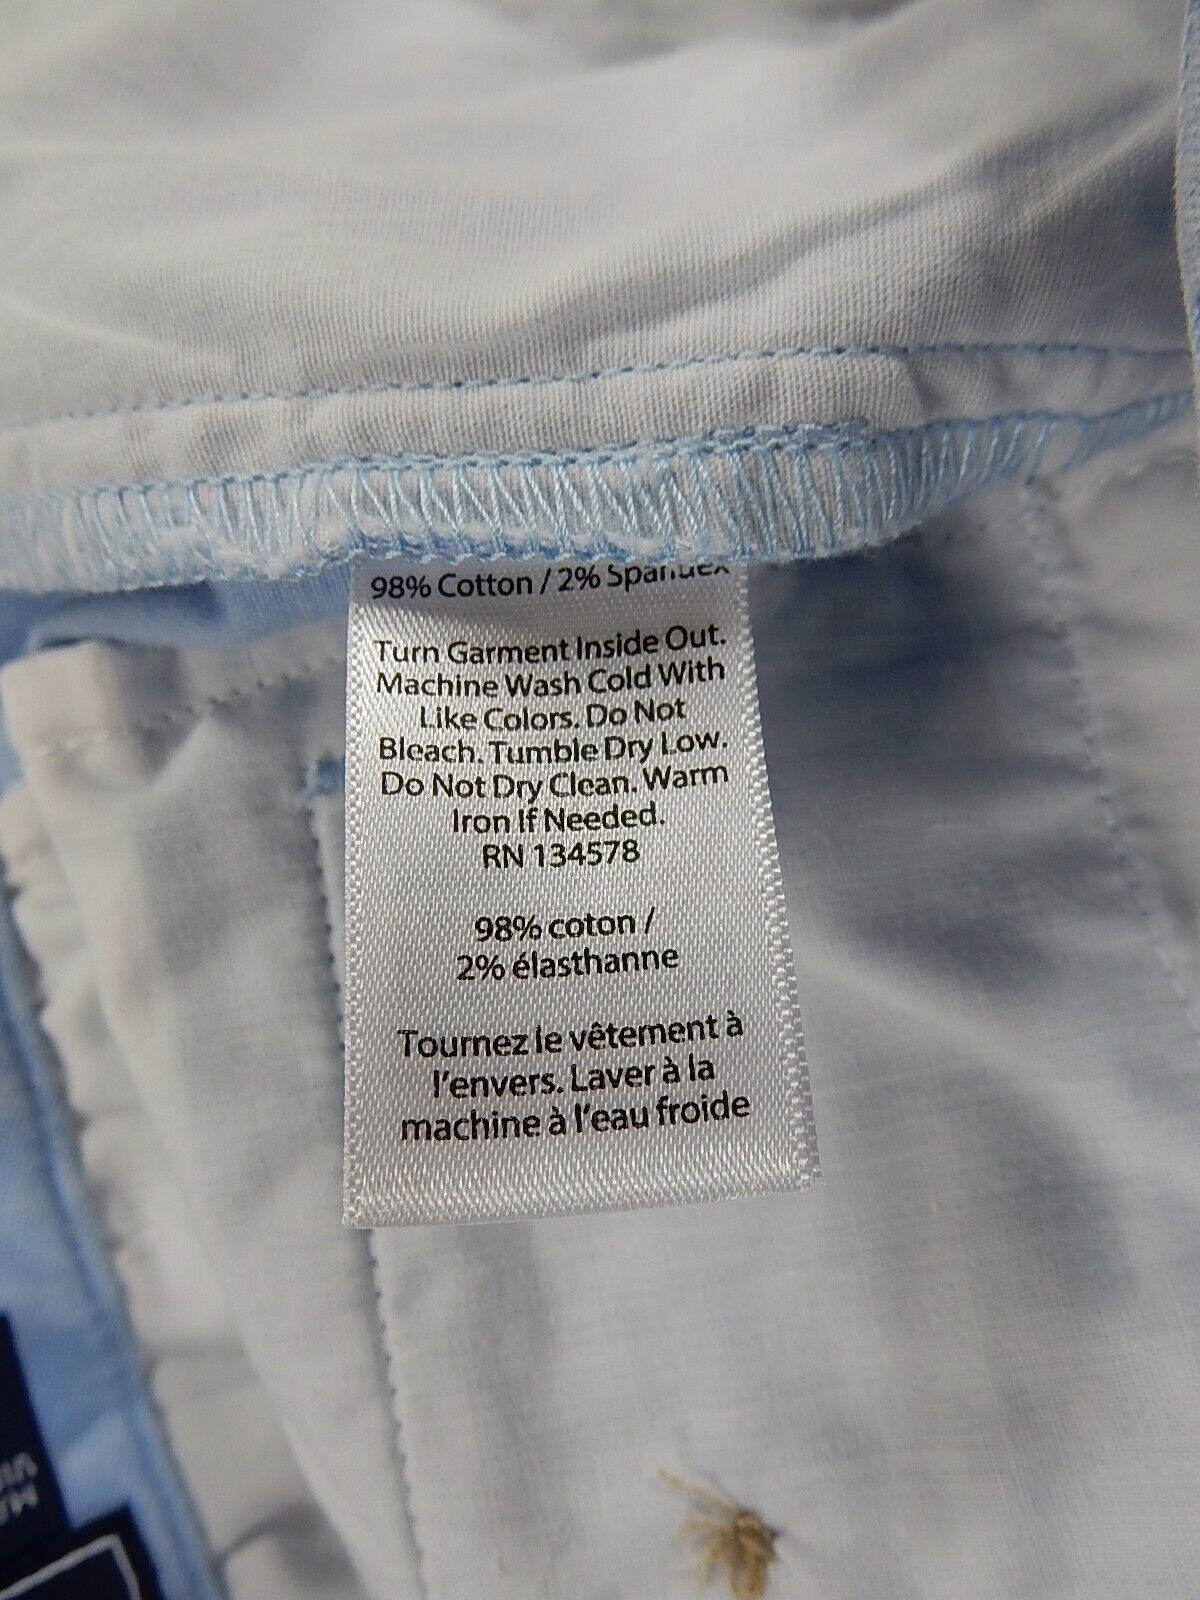 98% Cotton / 2% Spandex
Turn Garment Inside Out.
Machine Wash Cold With
Like Colors. Do Not
Bleach. Tumble Dry Low.
Do Not Dry Clean. Warm
Iron If Needed.
RN 134578
98% coton /
2% élasthanne
Tournez le vêtement à
l'envers. Laver à la
machine à l'eau froide